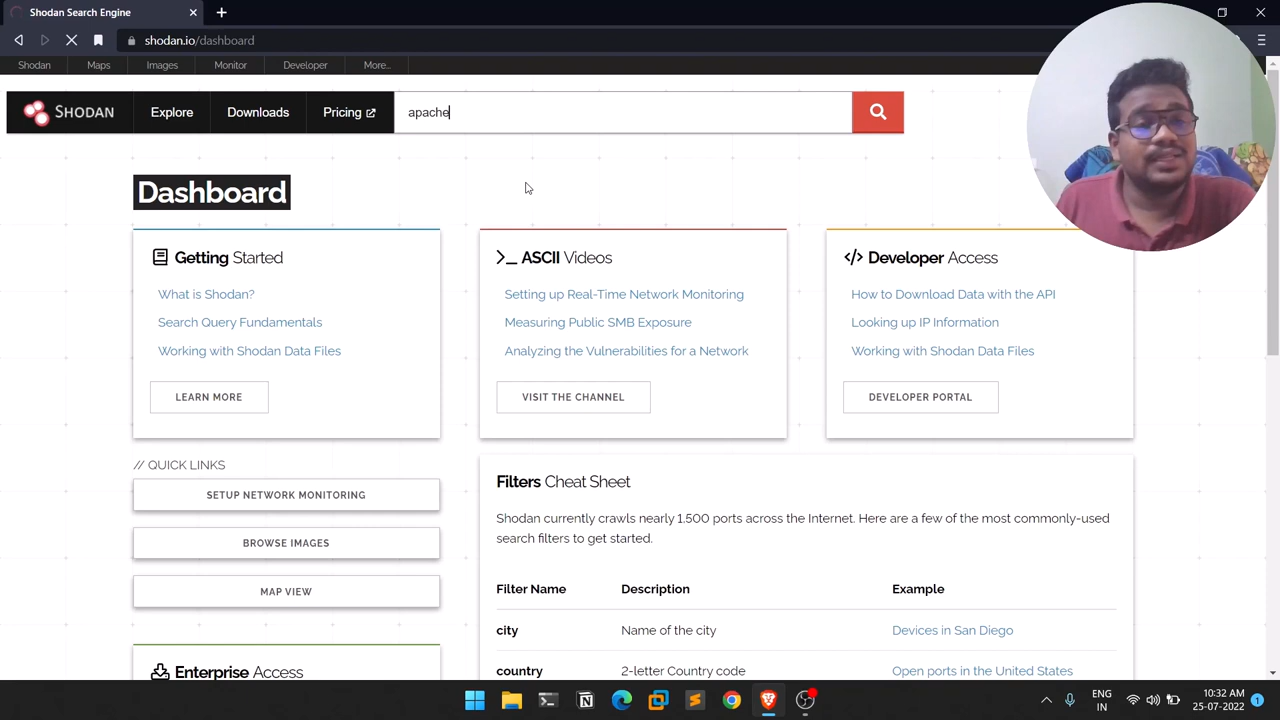 Shodan Search Engine
shodan.io/dashboard
Shodan Maps Images Monitor Developer More...
SHODAN Explore Downloads Pricing apache
Dashboard
Getting Started
What is Shodan?
Search Query Fundamentals
Working with Shodan Data Files
LEARN MORE
ASCII Videos
Setting up Real-Time Network Monitoring
Measuring Public SMB Exposure
Analyzing the Vulnerabilities for a Network
VISIT THE CHANNEL
Developer Access
How to Download Data with the API
Looking up IP Information
Working with Shodan Data Files
DEVELOPER PORTAL
// QUICK LINKS
SETUP NETWORK MONITORING
BROWSE IMAGES
MAP VIEW
Enterprise Access
Filters Cheat Sheet
Shodan currently crawls nearly 1,500 ports across the Internet. Here are a few of the most commonly-used
search filters to get started.
Filter Name Description Example
city Name of the city Devices in San Diego
country 2-letter Country code Open ports in the United States
ENG
IN
10:32 AM
25-07-2022
1